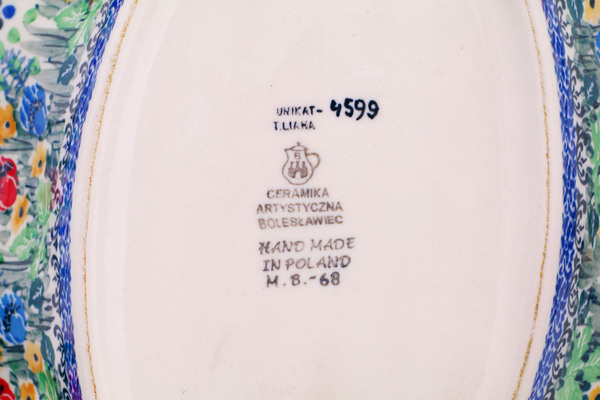 UNIKAT- 4599
T.LIANA
B
CERAMIKA
ARTYSTYCZNA
BOLESŁAWIEC
HAND MADE
IN POLAND
M.B.-68